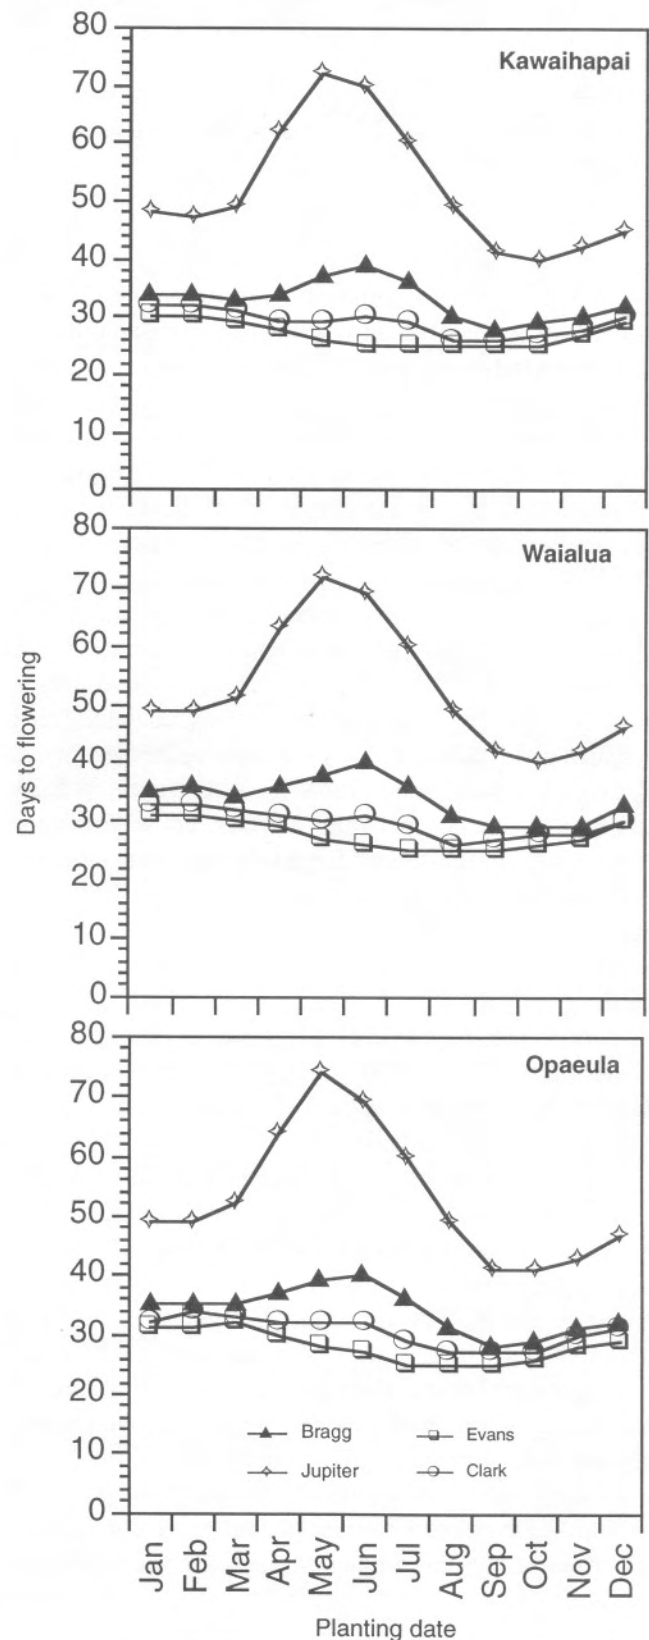 80
Kawaihapai
70
60
50
40
30
20
10
0
80
Waialua
70
60
50
40
30
20
10
0
Days to flowering
80
Opaeula
70
60
50
40
30
20
10
0
Bragg
Evans
Jupiter
Clark
Jan
Feb
Mar
Apr
May
Jun
Jul
Aug
Sep
Oct
Nov
Dec
Planting date